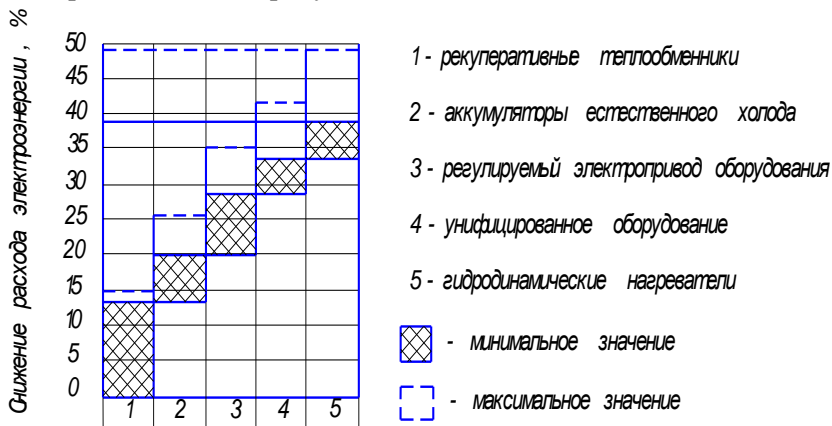 Снижение расхода электроэнергии , %
50
45
40
35
30
25
20
15
10
5
0
1 2 3 4 5
1 - рекуперативные теплообменники
2 - аккумуляторы естественного холода
3 - регулируемый электропривод оборудования
4 - унифицированное оборудование
5 - гидродинамические нагреватели
- минимальное значение
- максимальное значение